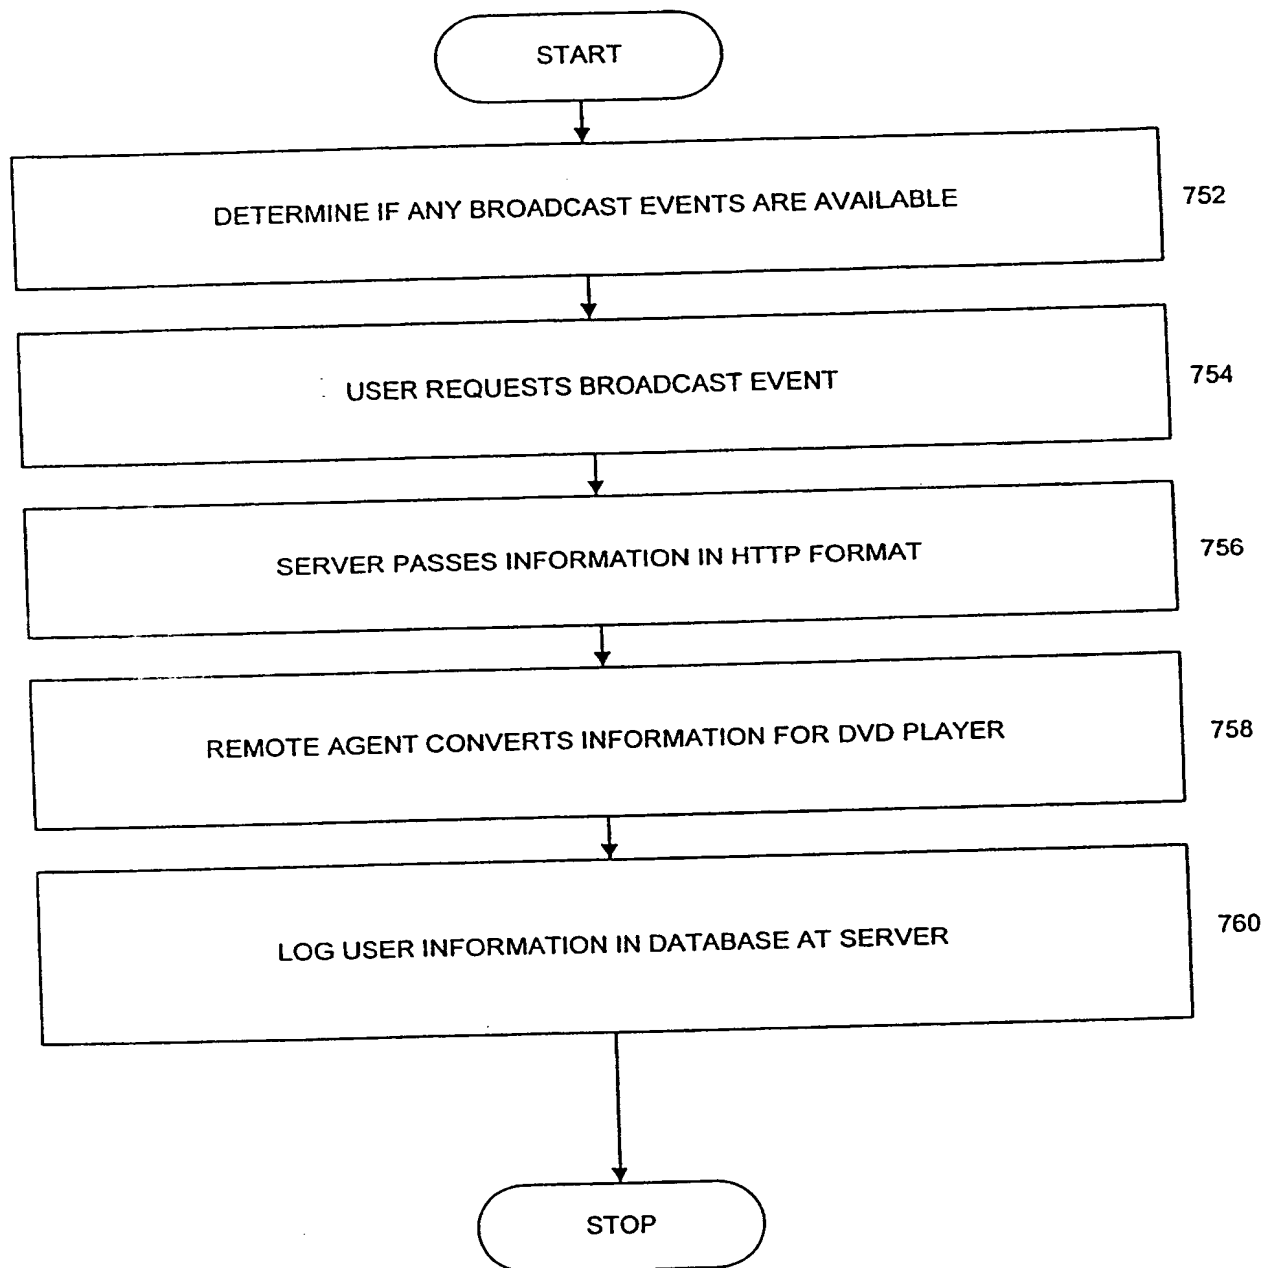 START
DETERMINE IF ANY BROADCAST EVENTS ARE AVAILABLE
752
USER REQUESTS BROADCAST EVENT
754
SERVER PASSES INFORMATION IN HTTP FORMAT
756
REMOTE AGENT CONVERTS INFORMATION FOR DVD PLAYER
758
LOG USER INFORMATION IN DATABASE AT SERVER
760
STOP